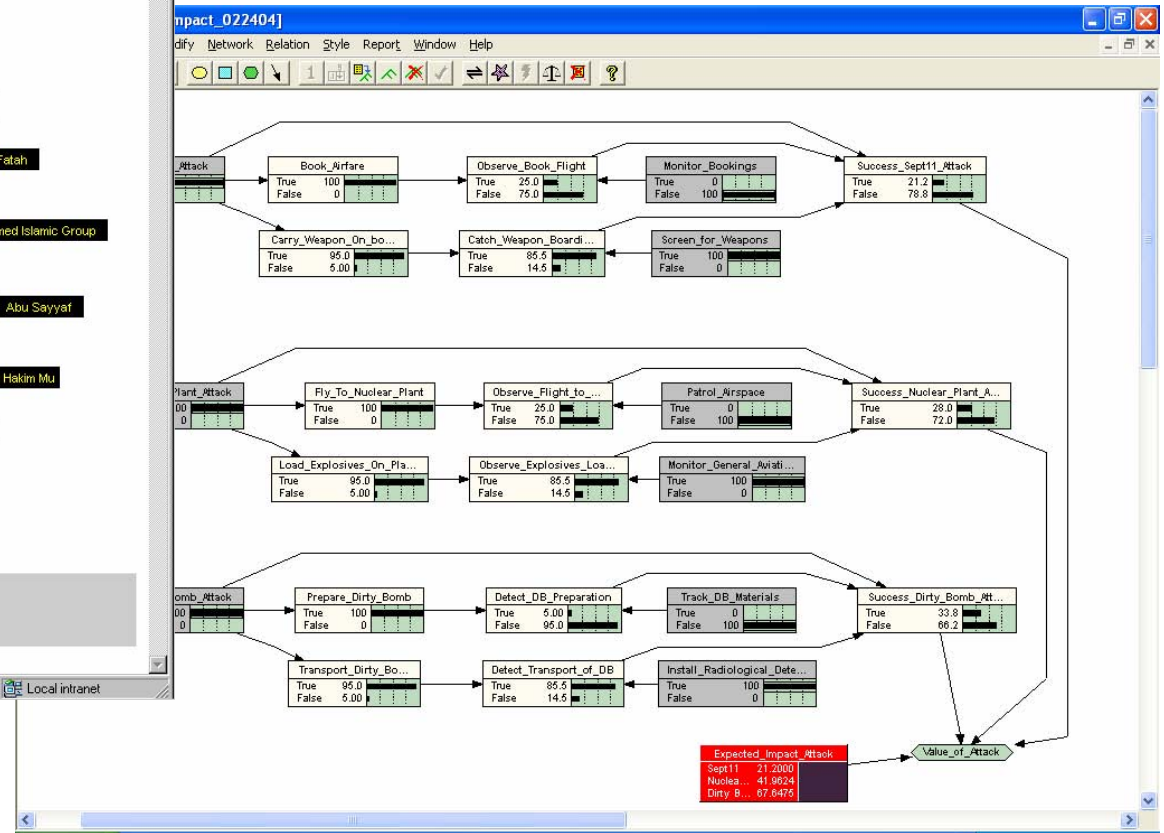 mpact_022404]
dify Network Relation Style Report Window Help
1
?
Fatah
med Islamic Group
Abu Sayyaf
Hakim Mu
Local intranet
_Attack
Book_Airfare
True 100
False 0
Observe_Book_Flight
True 25.0
False 75.0
Monitor_Bookings
True 0
False 100
Success_Sept11_Attack
True 21.2
False 78.8
Carry_Weapon_On_bo...
True 95.0
False 5.00
Catch_Weapon_Boardi...
True 85.5
False 14.5
Screen_for_Weapons
True 100
False 0
Plant_Attack
00
0
Fly_To_Nuclear_Plant
True 100
False 0
Observe_Flight_to_...
True 25.0
False 75.0
Patrol_Airspace
True 0
False 100
Success_Nuclear_Plant_A...
True 28.0
False 72.0
Load_Explosives_On_Pla...
True 95.0
False 5.00
Observe_Explosives_Loa...
True 85.5
False 14.5
Monitor_General_Aviati...
True 100
False 0
omb_Attack
00
0
Prepare_Dirty_Bomb
True 100
False 0
Detect_DB_Preparation
True 5.00
False 95.0
Track_DB_Materials
True 0
False 100
Success_Dirty_Bomb_Att...
True 33.8
False 66.2
Transport_Dirty_Bo...
True 95.0
False 5.00
Detect_Transport_of_DB
True 85.5
False 14.5
Install_Radiological_Dete...
True 100
False 0
Expected_Impact_Attack
Sept11 21.2000
Nuclea... 41.9624
Dirty B... 67.6475
Value_of_Attack